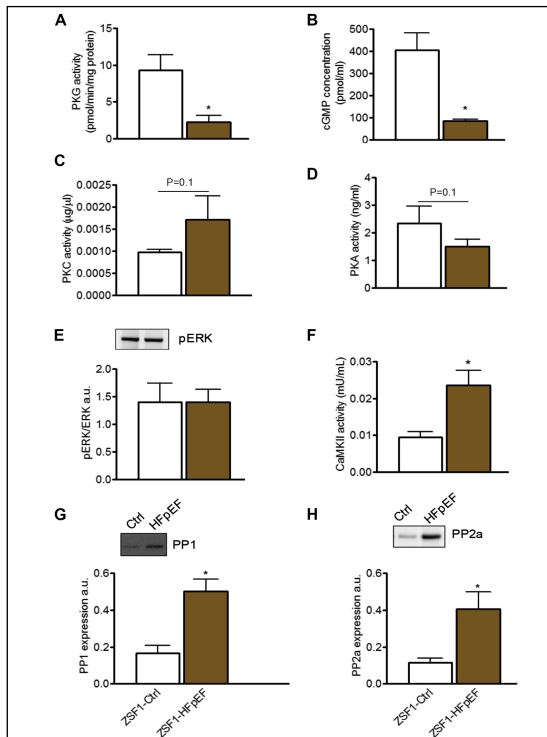 A
PKG activity
(pmol/min/mg protein)
10
5
0
*
B
cGMP concentration
(pmol/ml)
500
400
300
200
100
0
*
C
PKC activity (ug/µl)
0.0025
0.0020
0.0015
0.0010
0.0005
0.0000
P=0.1
D
PKA activity (ng/ml)
4
3
2
1
0
P=0.1
E
pERK
pERK/ERK a.u.
2.0
1.5
1.0
0.5
0.0
F
CaMKII activity (mU/mL)
0.03
0.02
0.01
0.00
*
G
Ctrl HFpEF
PP1
PP1 expression a.u.
0.6
0.4
0.2
0.0
*
ZSF1-Ctrl
ZSF1-HFpEF
H
Ctrl HFpEF
PP2a
PP2a expression a.u.
0.6
0.4
0.2
0.0
*
ZSF1-Ctrl
ZSF1-HFpEF